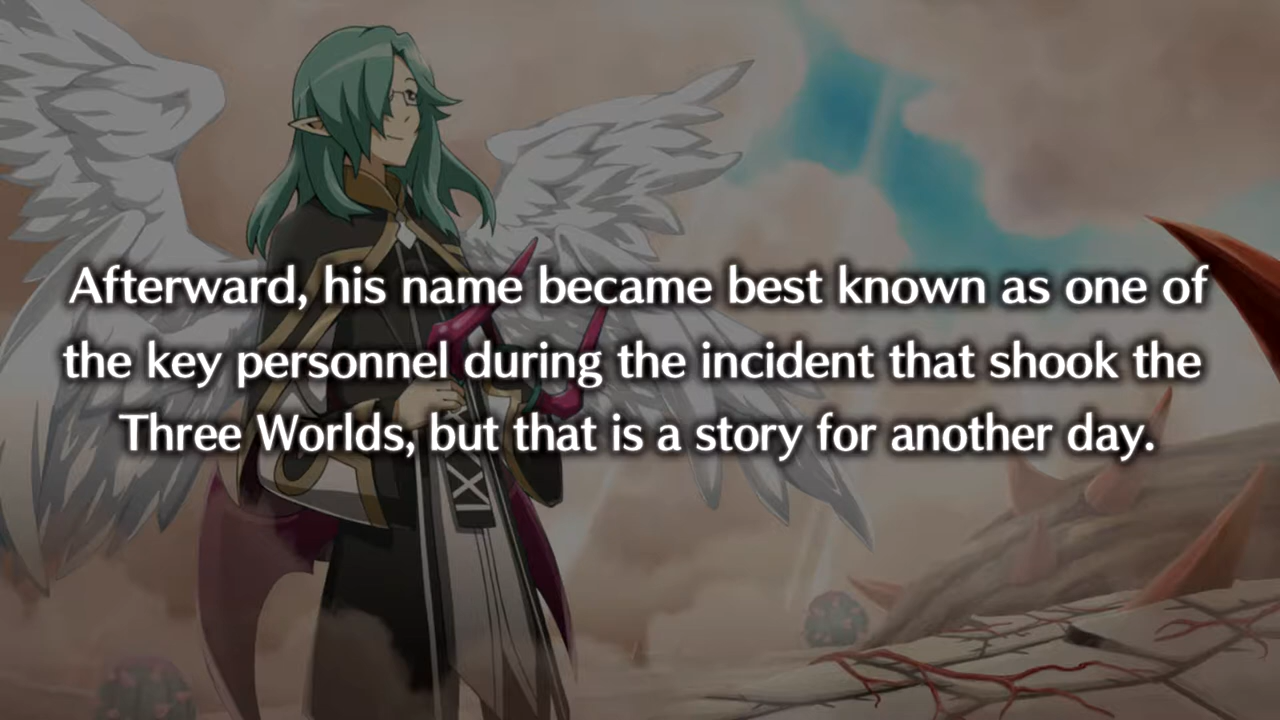 Afterward, his name became best known as one of
the key personnel during the incident that shook the
Three Worlds, but that is a story for another day.